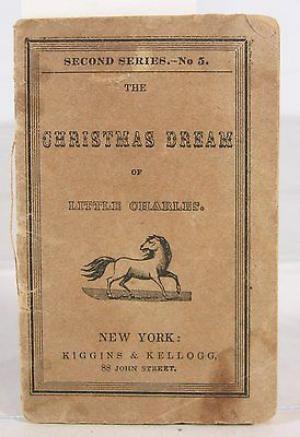 SECOND SERIES.—No 5.
THE
CHRISTMAS DREAM
OF
LITTLE CHARLES.
NEW YORK:
KIGGINS & KELLOGG,
88 JOHN STREET.